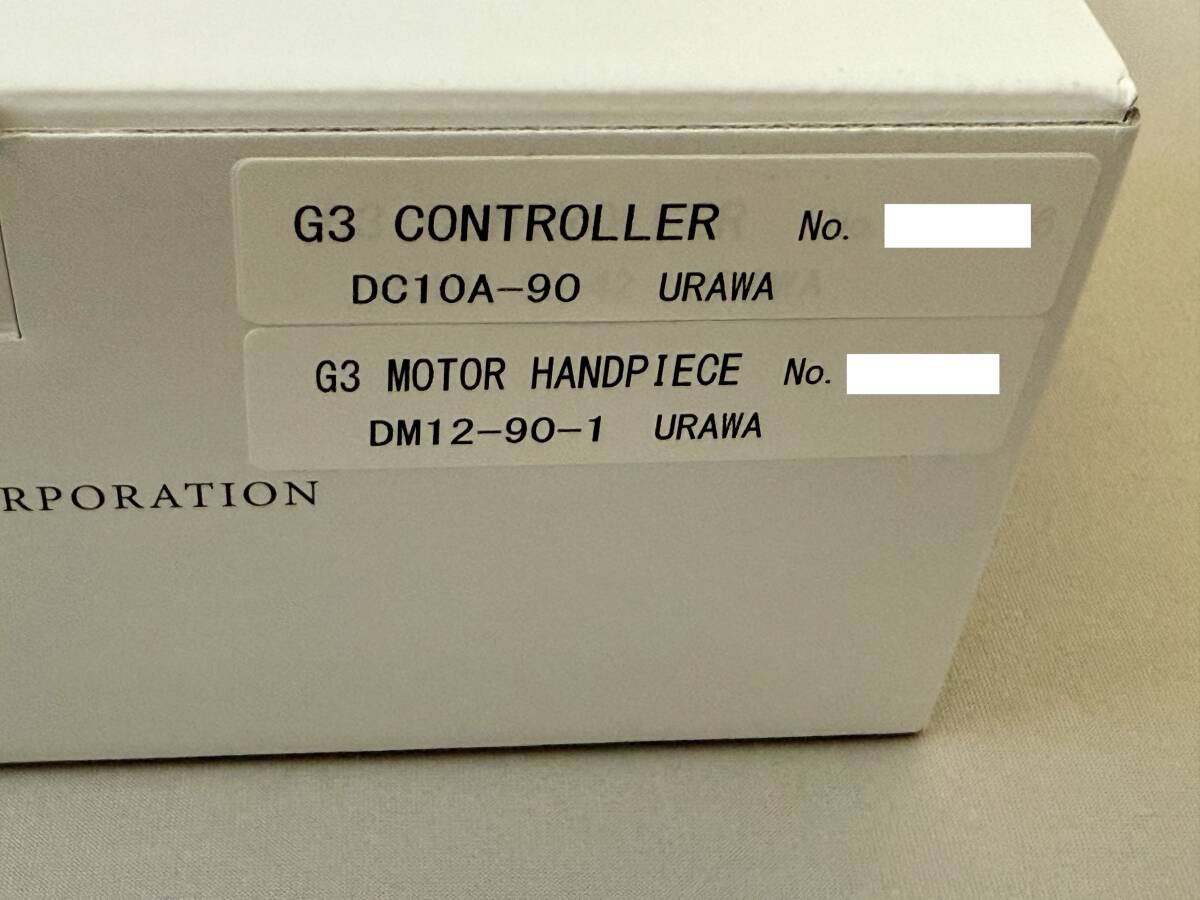 G3 CONTROLLER No.
DC10A-90 URAWA
G3 MOTOR HANDPIECE No.
DM12-90-1 URAWA
RPORATION